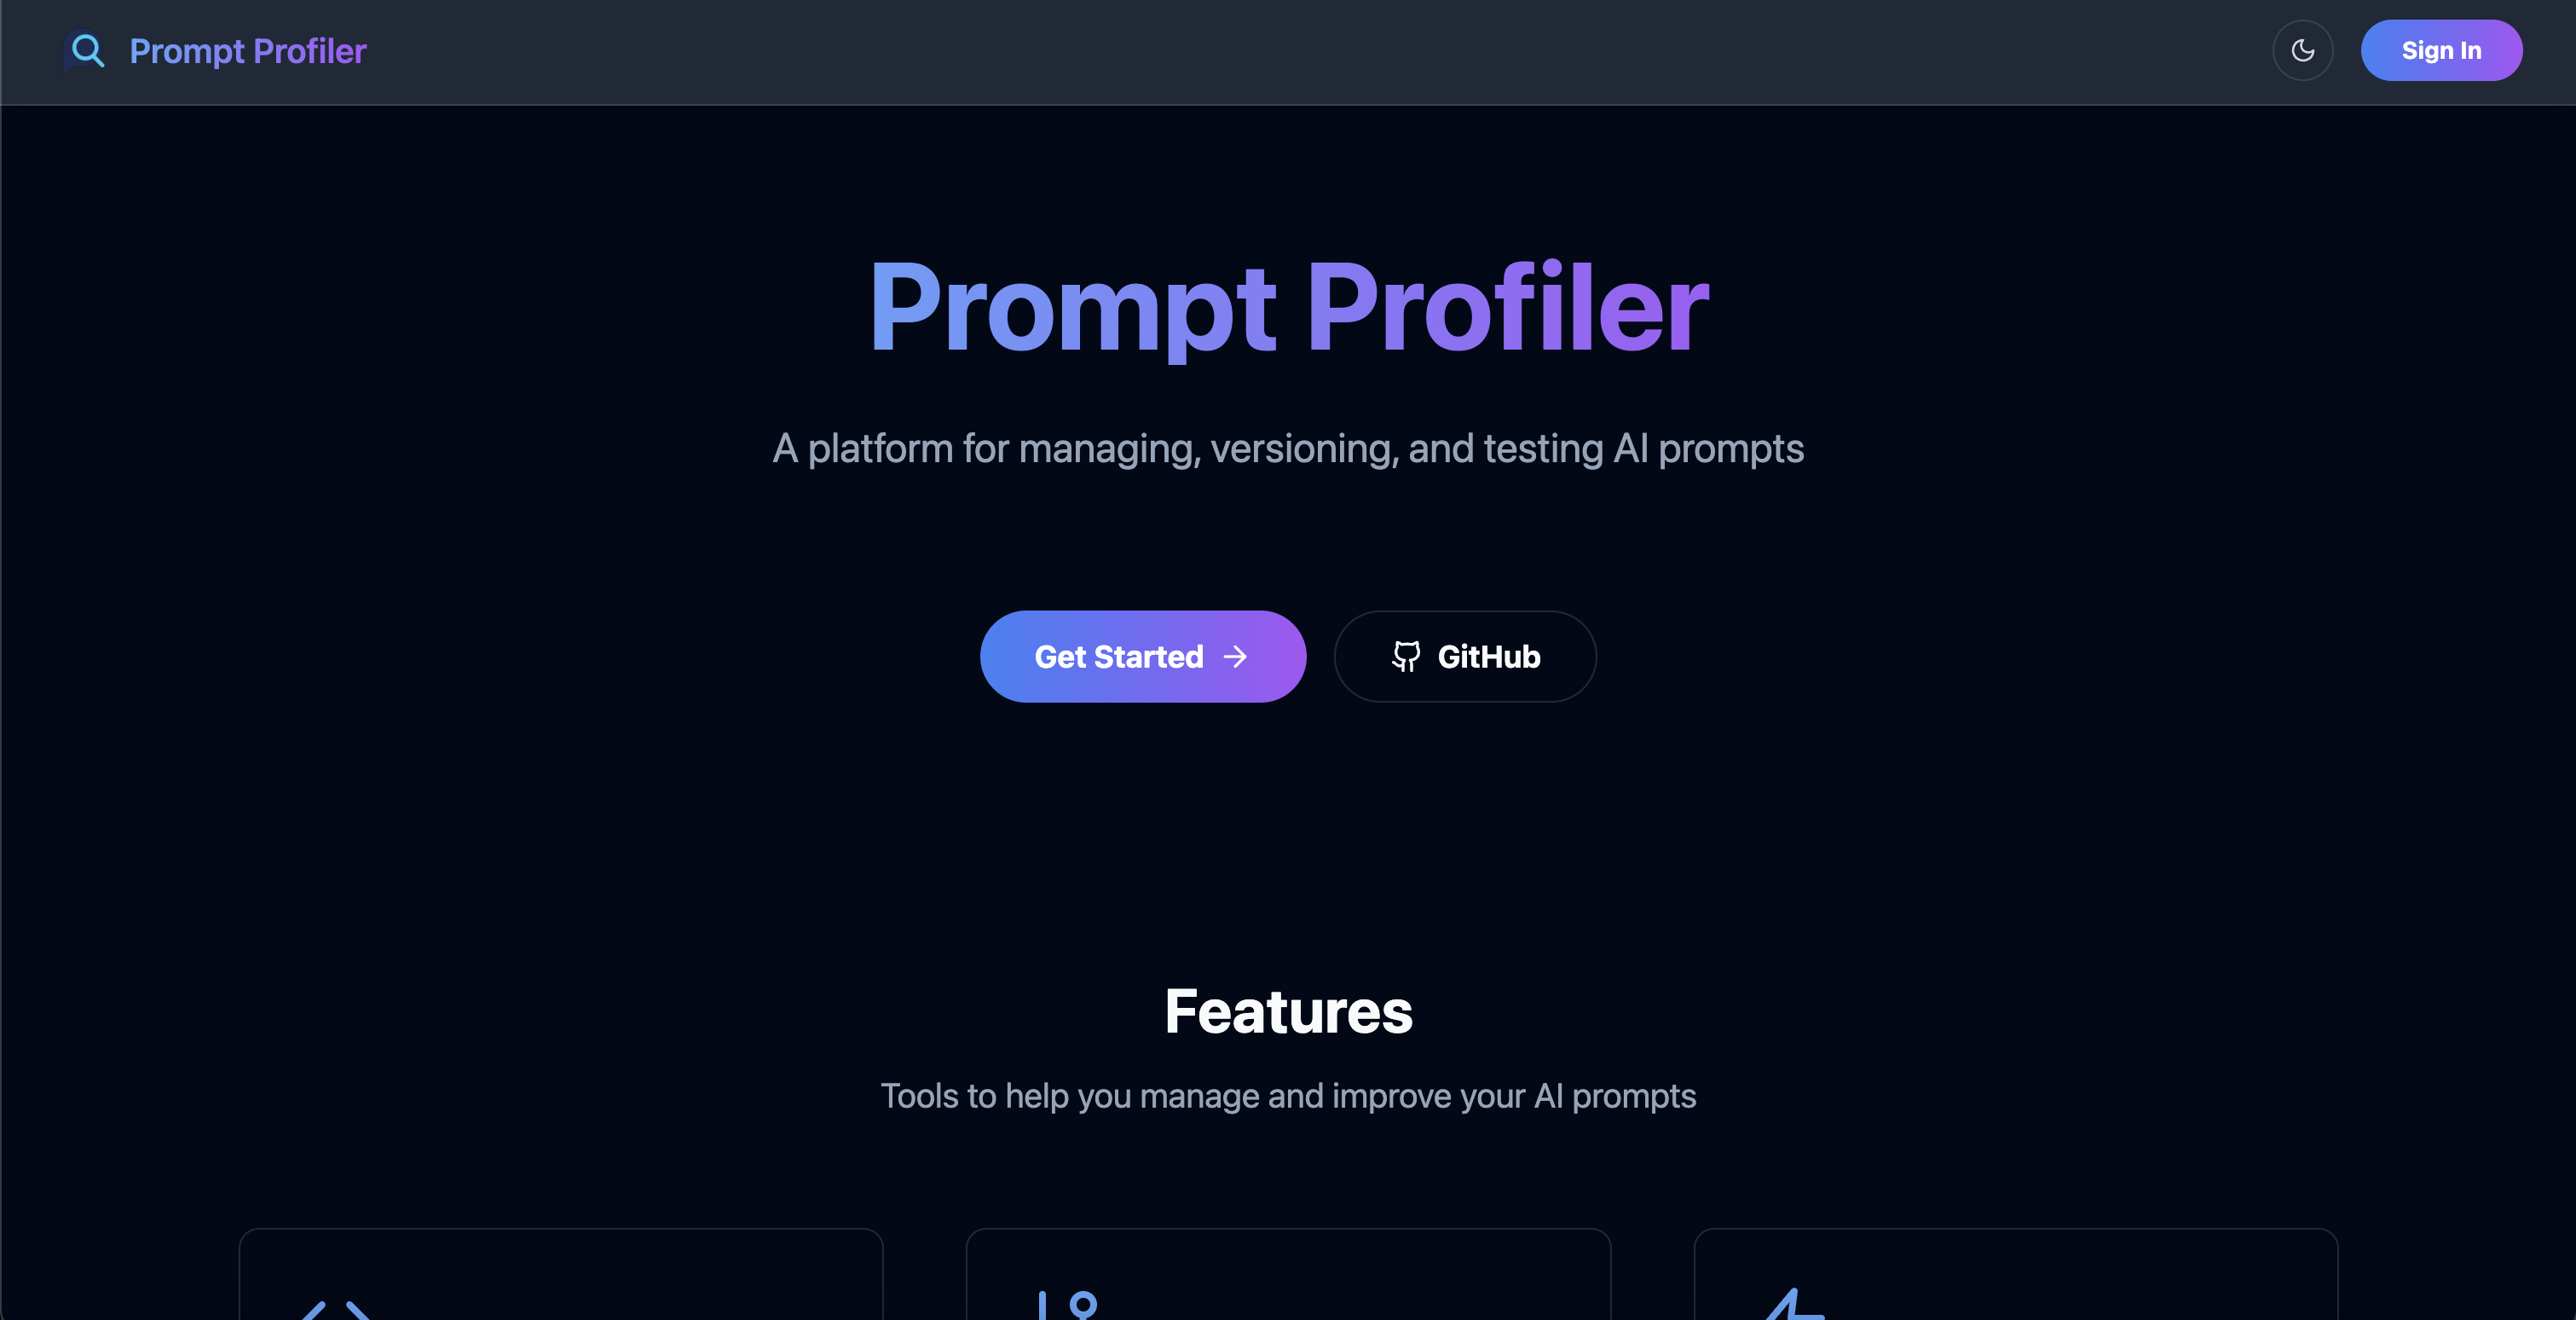 Prompt Profiler
Sign In
Prompt Profiler
A platform for managing, versioning, and testing AI prompts
Get Started
GitHub
Features
Tools to help you manage and improve your AI prompts